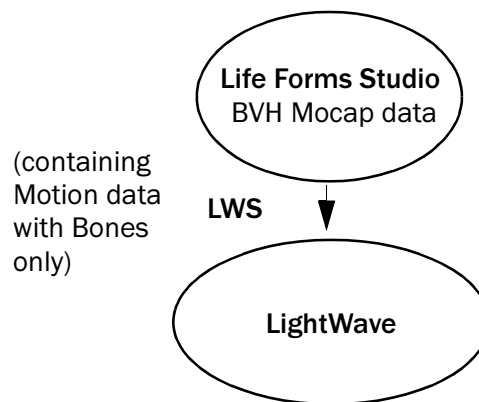 Life Forms Studio
BVH Mocap data
(containing
Motion data
with Bones
only)
LWS
LightWave